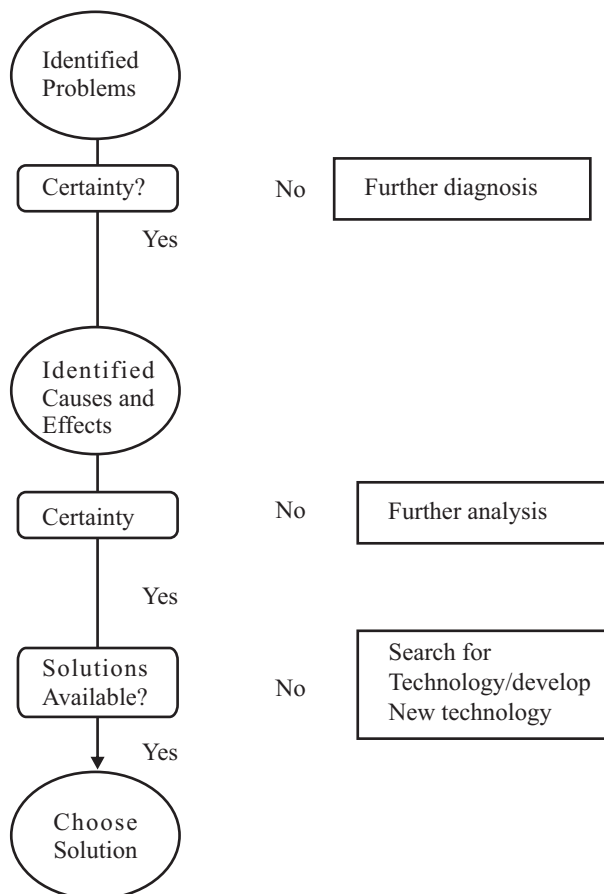 Identified
Problems
Certainty?
No
Further diagnosis
Yes
Identified
Causes and
Effects
Certainty
No
Further analysis
Yes
Solutions
Available?
No
Search for
Technology/develop
New technology
Yes
Choose
Solution